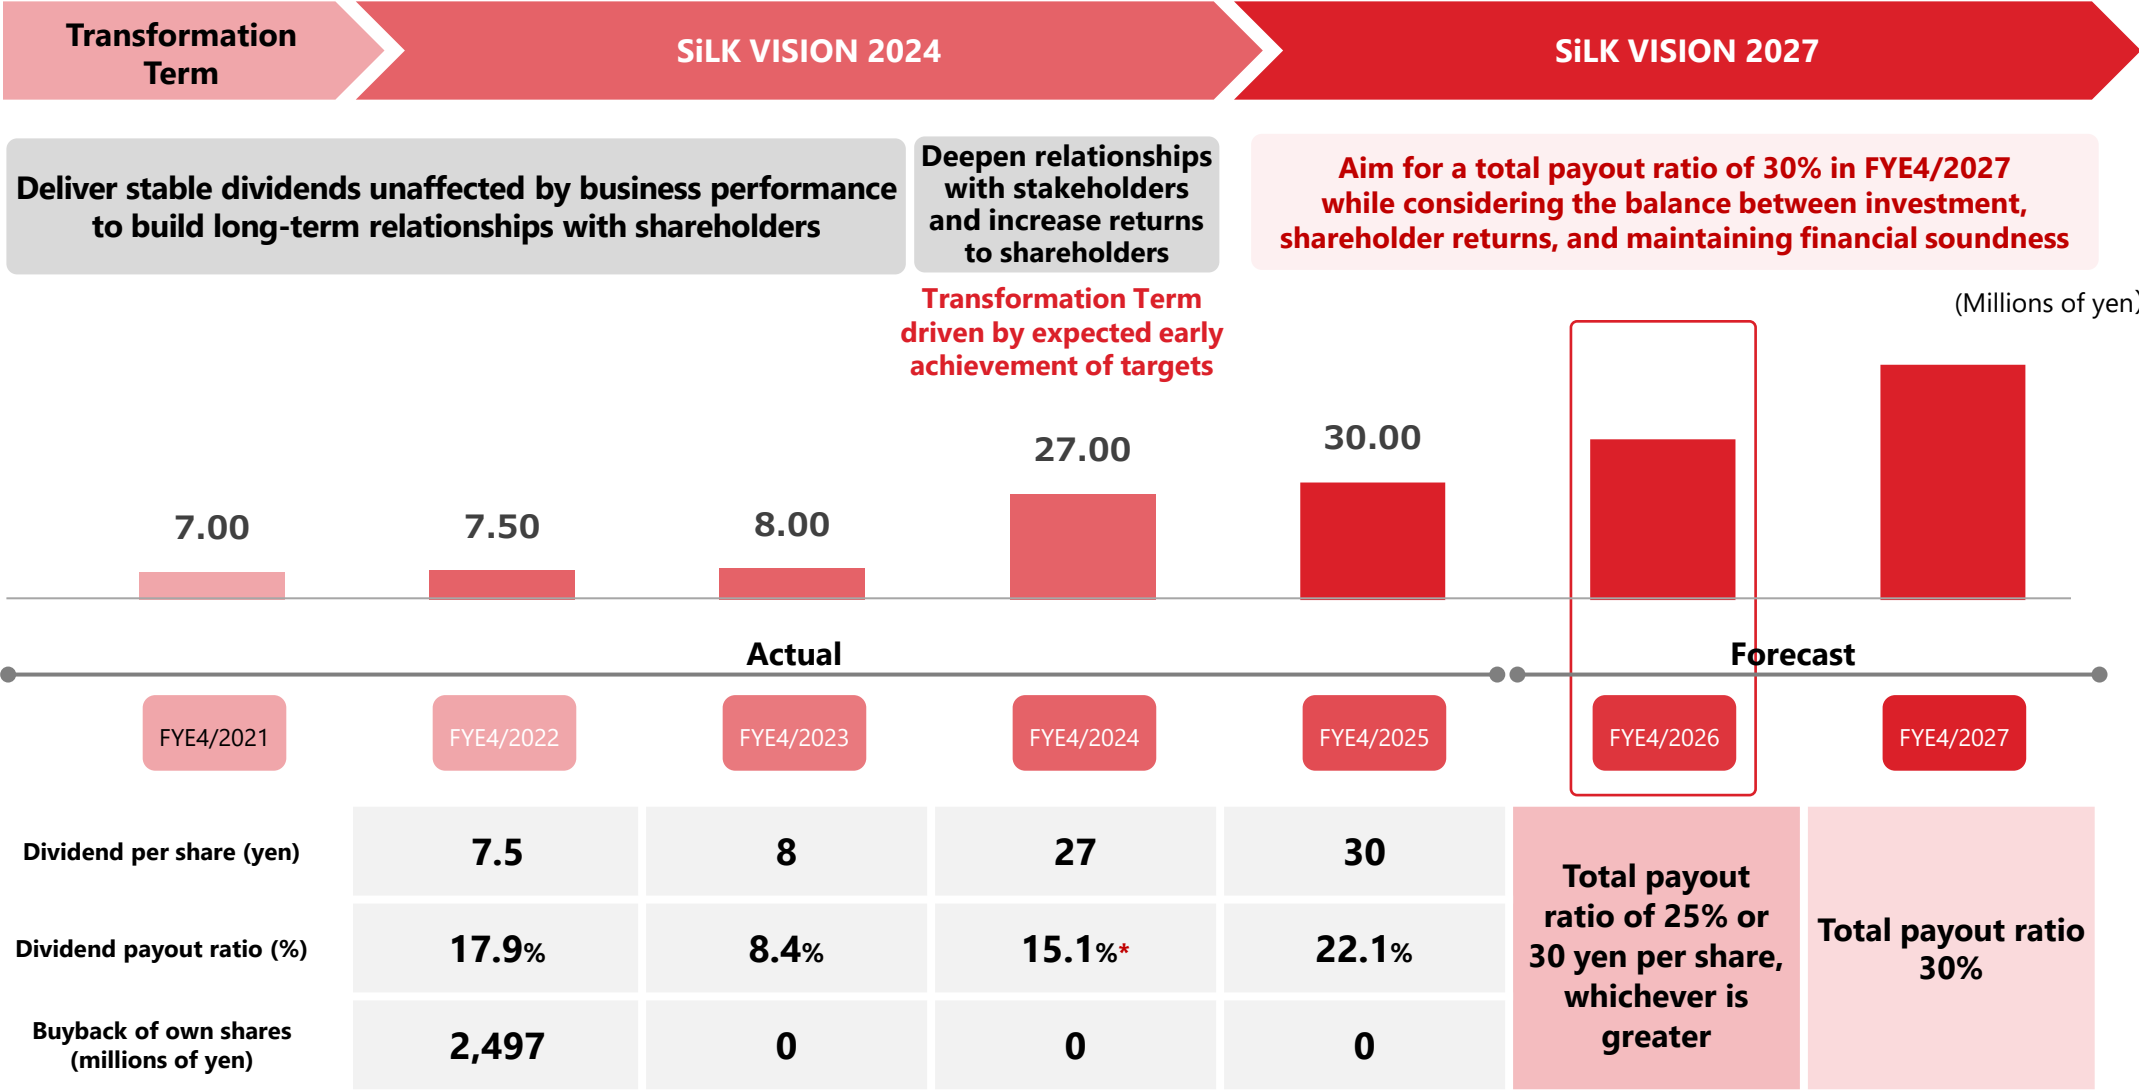 Transformation
Term
SiLK VISION 2024
SiLK VISION 2027
Deliver stable dividends unaffected by business performance
to build long-term relationships with shareholders
Deepen relationships
with stakeholders
and increase returns
to shareholders
Aim for a total payout ratio of 30% in FYE4/2027
while considering the balance between investment,
shareholder returns, and maintaining financial soundness
Transformation Term
driven by expected early
achievement of targets
(Millions of yen)
7.00
7.50
8.00
27.00
30.00
Actual
Forecast
FYE4/2021
FYE4/2022
FYE4/2023
FYE4/2024
FYE4/2025
FYE4/2026
FYE4/2027
Dividend per share (yen)
7.5
8
27
30
Dividend payout ratio (%)
17.9%
8.4%
15.1%*
22.1%
Buyback of own shares
(millions of yen)
2,497
0
0
0
Total payout
ratio of 25% or
30 yen per share,
whichever is
greater
Total payout ratio
30%